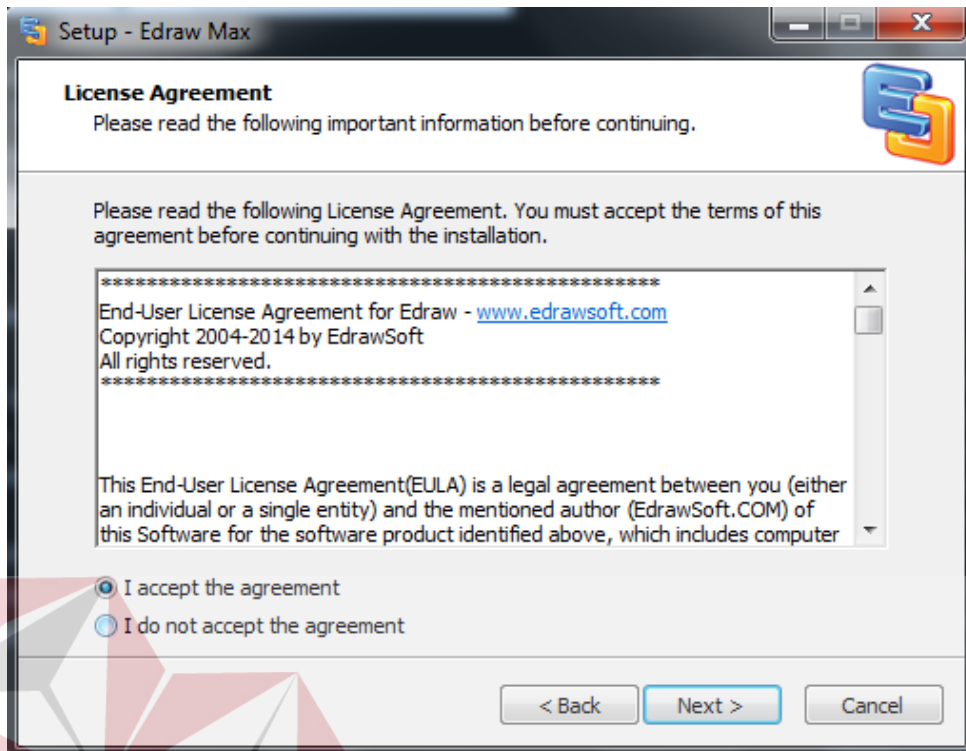 Setup - Edraw Max
License Agreement
Please read the following important information before continuing.
Please read the following License Agreement. You must accept the terms of this
agreement before continuing with the installation.
**************************************************
End-User License Agreement for Edraw - www.edrawsoft.com
Copyright 2004-2014 by EdrawSoft
All rights reserved.
**************************************************
This End-User License Agreement(EULA) is a legal agreement between you (either
an individual or a single entity) and the mentioned author (EdrawSoft.COM) of
this Software for the software product identified above, which includes computer
I accept the agreement
I do not accept the agreement
< Back Next > Cancel